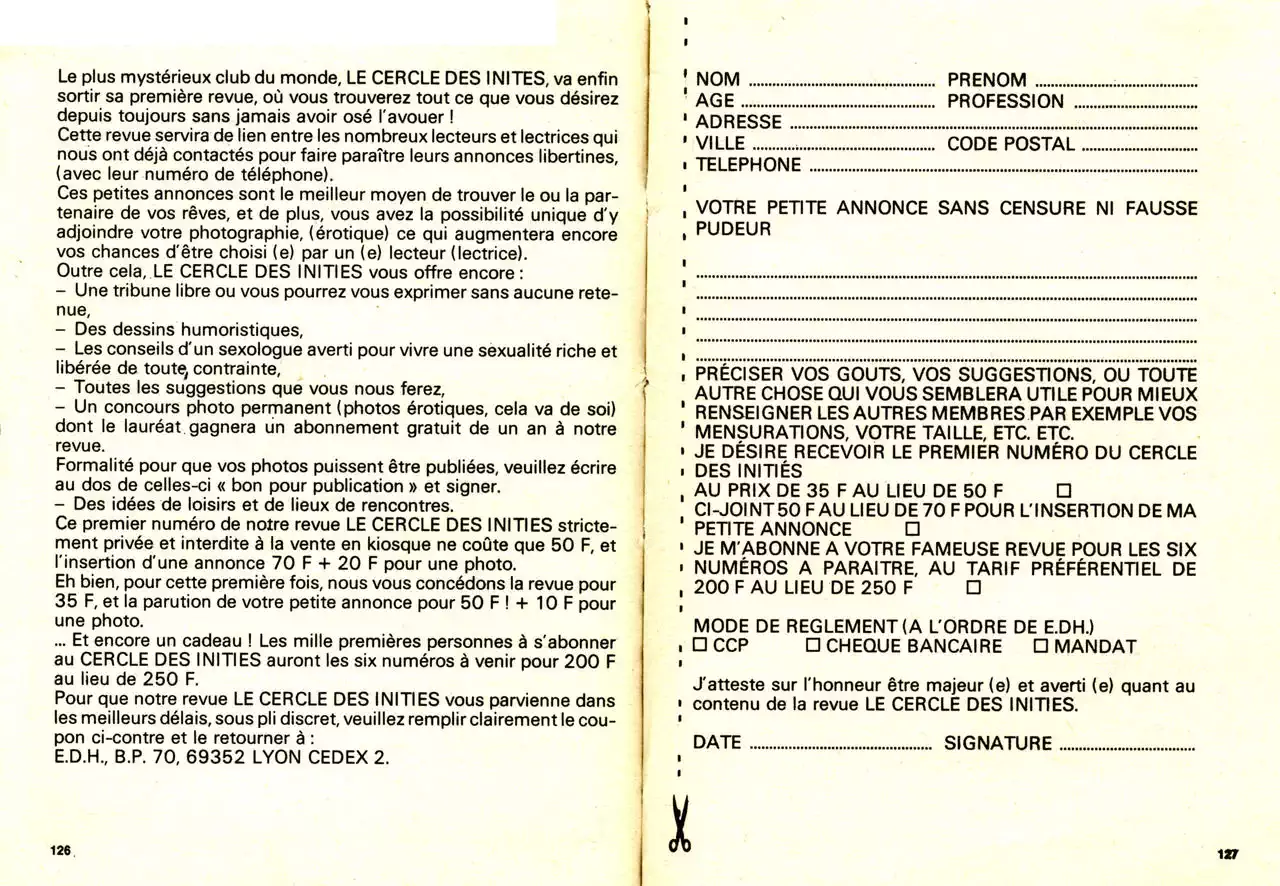 Le plus mystérieux club du monde, LE CERCLE DES INITES, va enfin
sortir sa première revue, où vous trouverez tout ce que vous désirez
depuis toujours sans jamais avoir osé l'avouer !
Cette revue servira de lien entre les nombreux lecteurs et lectrices qui
nous ont déjà contactés pour faire paraître leurs annonces libertines,
(avec leur numéro de téléphone).
Ces petites annonces sont le meilleur moyen de trouver le ou la par-
tenaire de vos rêves, et de plus, vous avez la possibilité unique d'y
adjoindre votre photographie, (érotique) ce qui augmentera encore
vos chances d'être choisi (e) par un (e) lecteur (lectrice).
Outre cela, LE CERCLE DES INITIES vous offre encore :
– Une tribune libre ou vous pourrez vous exprimer sans aucune rete-
nue,
– Des dessins humoristiques,
– Les conseils d'un sexologue averti pour vivre une sexualité riche et
libérée de toute, contrainte,
– Toutes les suggestions que vous nous ferez,
– Un concours photo permanent (photos érotiques, cela va de soi)
dont le lauréat gagnera un abonnement gratuit de un an à notre
revue.
Formalité pour que vos photos puissent être publiées, veuillez écrire
au dos de celles-ci « bon pour publication » et signer.
– Des idées de loisirs et de lieux de rencontres.
Ce premier numéro de notre revue LE CERCLE DES INITIES stricte-
ment privée et interdite à la vente en kiosque ne coûte que 50 F, et
l'insertion d'une annonce 70 F + 20 F pour une photo.
Eh bien, pour cette première fois, nous vous concédons la revue pour
35 F, et la parution de votre petite annonce pour 50 F ! + 10 F pour
une photo.
... Et encore un cadeau ! Les mille premières personnes à s'abonner
au CERCLE DES INITIES auront les six numéros à venir pour 200 F
au lieu de 250 F.
Pour que notre revue LE CERCLE DES INITIES vous parvienne dans
les meilleurs délais, sous pli discret, veuillez remplir clairement le cou-
pon ci-contre et le retourner à :
E.D.H., B.P. 70, 69352 LYON CEDEX 2.
126
NOM ........ PRENOM ........
AGE ........ PROFESSION ........
ADRESSE ........
VILLE ........ CODE POSTAL ........
TELEPHONE ........
VOTRE PETITE ANNONCE SANS CENSURE NI FAUSSE
PUDEUR
PRÉCISER VOS GOUTS, VOS SUGGESTIONS, OU TOUTE
AUTRE CHOSE QUI VOUS SEMBLERA UTILE POUR MIEUX
RENSEIGNER LES AUTRES MEMBRES PAR EXEMPLE VOS
MENSURATIONS, VOTRE TAILLE, ETC. ETC.
JE DÉSIRE RECEVOIR LE PREMIER NUMÉRO DU CERCLE
DES INITIÉS
AU PRIX DE 35 F AU LIEU DE 50 F ☐
CI-JOINT 50 F AU LIEU DE 70 F POUR L'INSERTION DE MA
PETITE ANNONCE ☐
JE M'ABONNE A VOTRE FAMEUSE REVUE POUR LES SIX
NUMÉROS A PARAITRE, AU TARIF PRÉFÉRENTIEL DE
200 F AU LIEU DE 250 F ☐
MODE DE REGLEMENT (A L'ORDRE DE E.DH.)
☐ CCP ☐ CHEQUE BANCAIRE ☐ MANDAT
J'atteste sur l'honneur être majeur (e) et averti (e) quant au
contenu de la revue LE CERCLE DES INITIES.
DATE ........ SIGNATURE ........
127